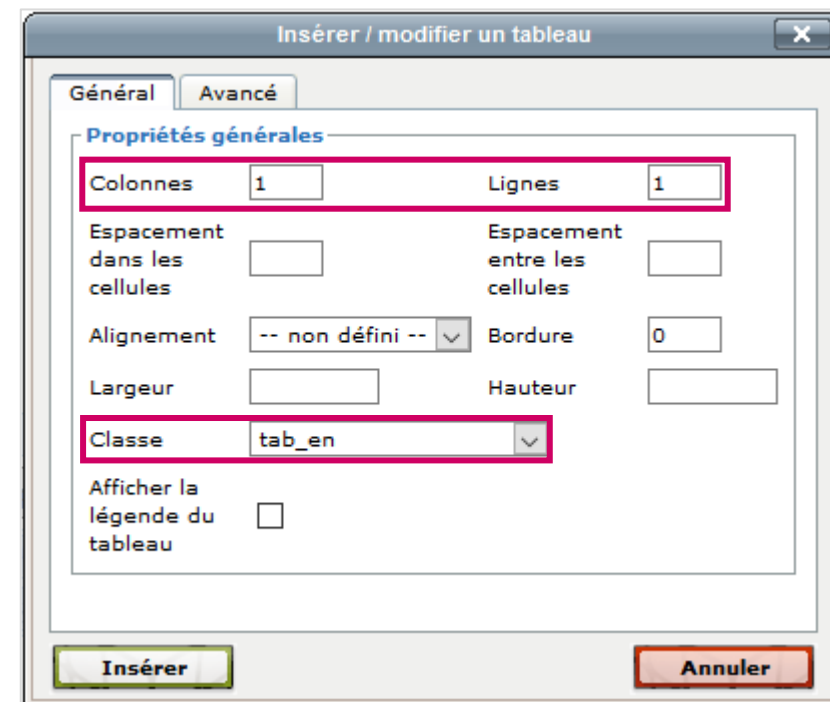 Insérer / modifier un tableau
Général Avancé
Propriétés générales
Colonnes 1 Lignes 1
Espacement dans les cellules
Espacement entre les cellules
Alignement -- non défini -- Bordure 0
Largeur Hauteur
Classe tab_en
Afficher la légende du tableau
Insérer Annuler